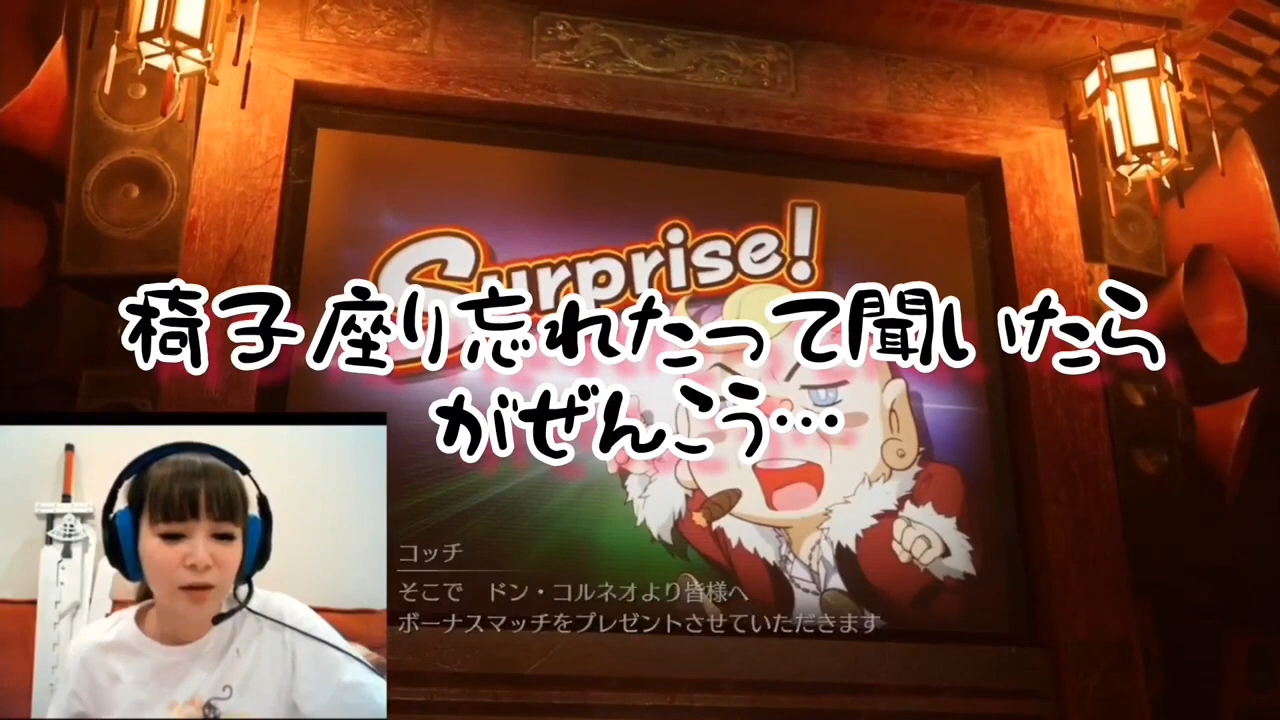 Surprise!
椅子座り忘れたって聞いたら
がぜんこう…
コッチ
そこで　ドン・コルネオより皆様へ
ボーナスマッチをプレゼントさせていただきます